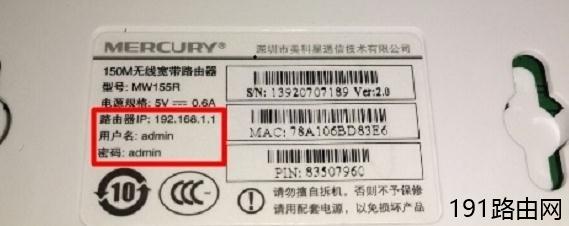 MERCURY® 深圳市美科星通信技术有限公司
150M无线宽带路由器
型号: MW155R
电源规格: 5V ⎓ 0.6A
路由器IP: 192.168.1.1
用户名: admin
密码: admin
S/N: 13920707189 Ver:2.0
MAC: 78A106BD83E6
PIN: 83507960
10
CCC
请勿擅自拆机, 否则不予保修
请使用配套电源, 以免损坏产品
191路由网